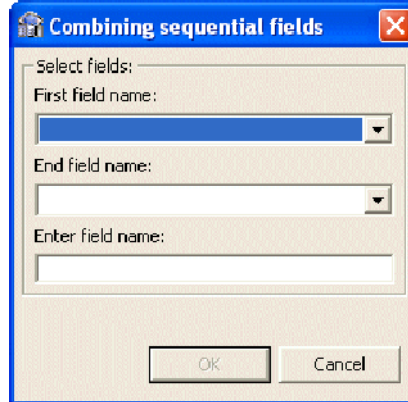 Combining sequential fields
Select fields:
First field name:
End field name:
Enter field name:
OK
Cancel